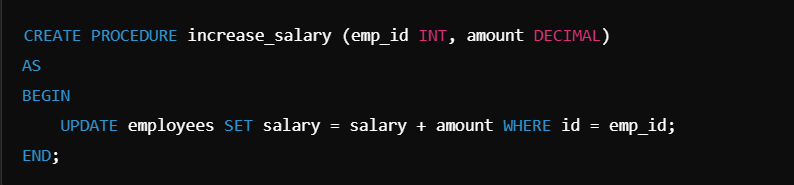 CREATE PROCEDURE increase_salary (emp_id INT, amount DECIMAL)
AS
BEGIN
    UPDATE employees SET salary = salary + amount WHERE id = emp_id;
END;